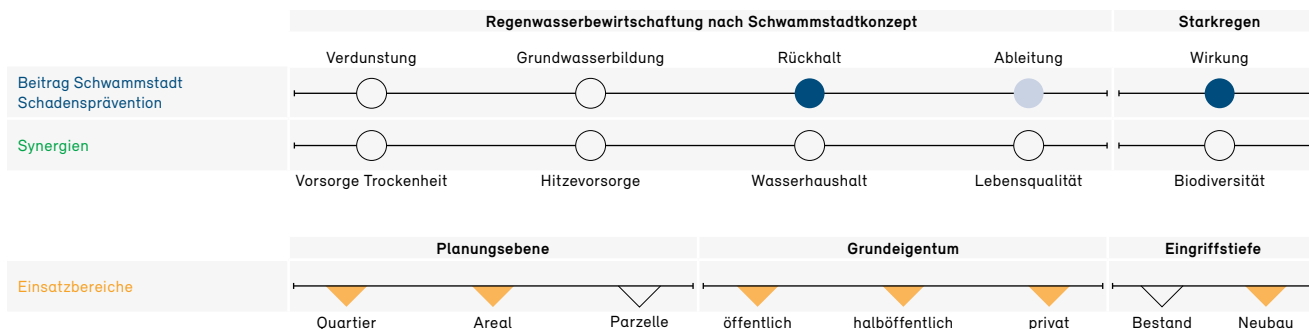 Regenwasserbewirtschaftung nach Schwammstadtkonzept
Starkregen
Verdunstung
Grundwasserbildung
Rückhalt
Ableitung
Wirkung
Beitrag Schwammstadt
Schadensprävention
Synergien
Vorsorge Trockenheit
Hitzevorsorge
Wasserhaushalt
Lebensqualität
Biodiversität
Planungsebene
Grundeigentum
Eingriffstiefe
Einsatzbereiche
Quartier
Areal
Parzelle
öffentlich
halböffentlich
privat
Bestand
Neubau